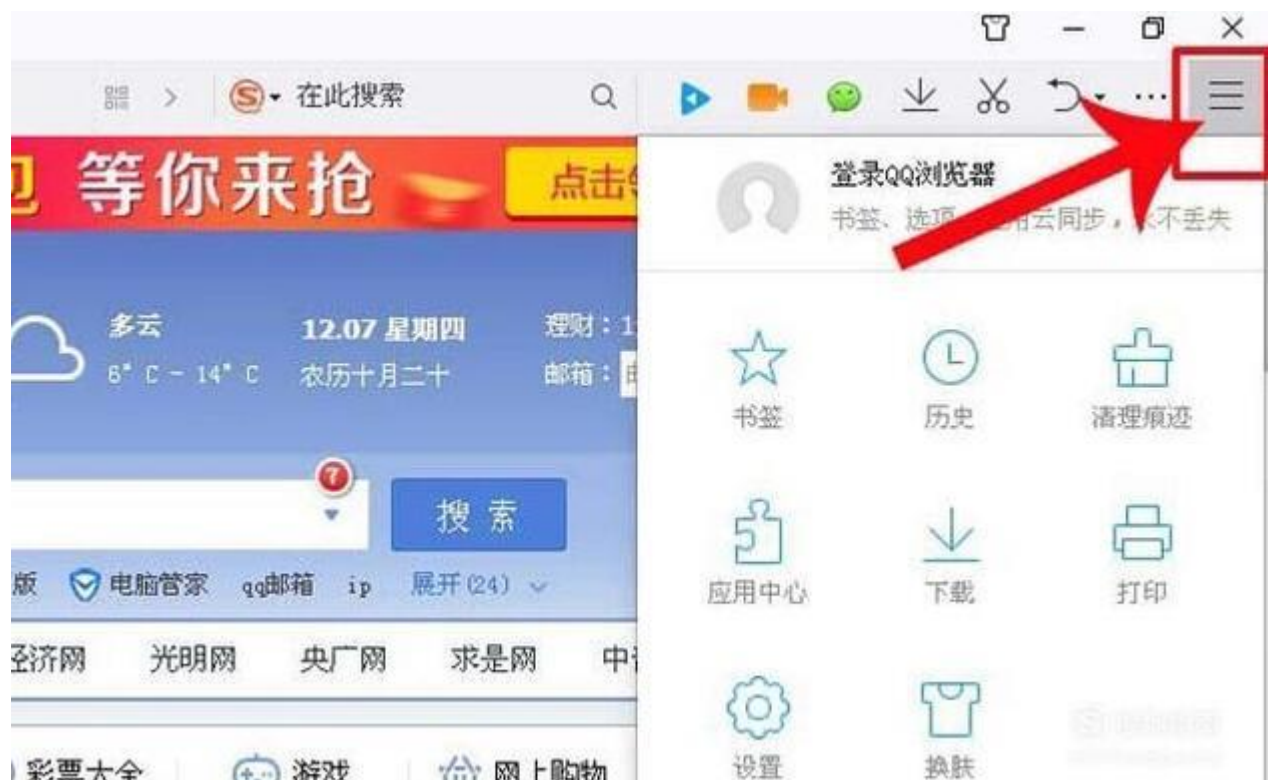 在此搜索
等你来抢
点击
登录QQ浏览器
书签、选项
云同步，永不丢失
多云
12.07 星期四
理财：1
6°C - 14°C
农历十月二十
邮箱：
书签
历史
清理痕迹
7
搜索
应用中心
下载
打印
版
电脑管家
qq邮箱
ip
展开(24)
经济网
光明网
央广网
求是网
中
设置
换肤
彩票大全
游戏
网上购物